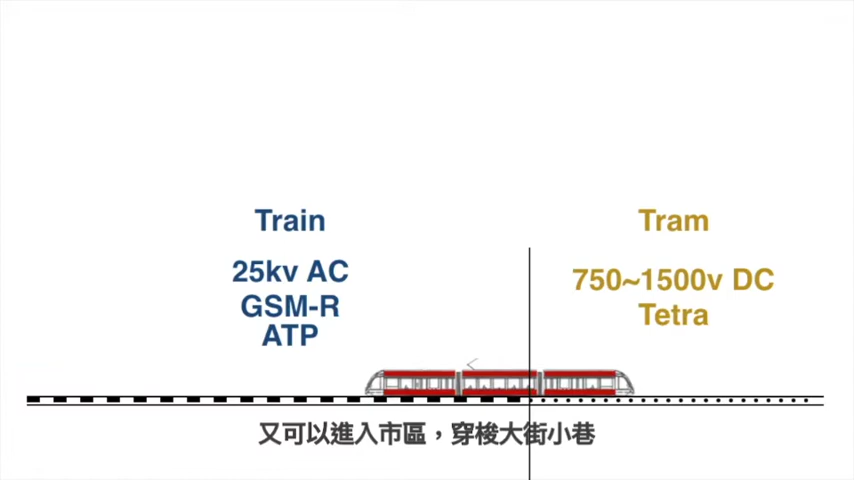 Train
25kv AC
GSM-R
ATP
Tram
750~1500v DC
Tetra
又可以進入市區，穿梭大街小巷